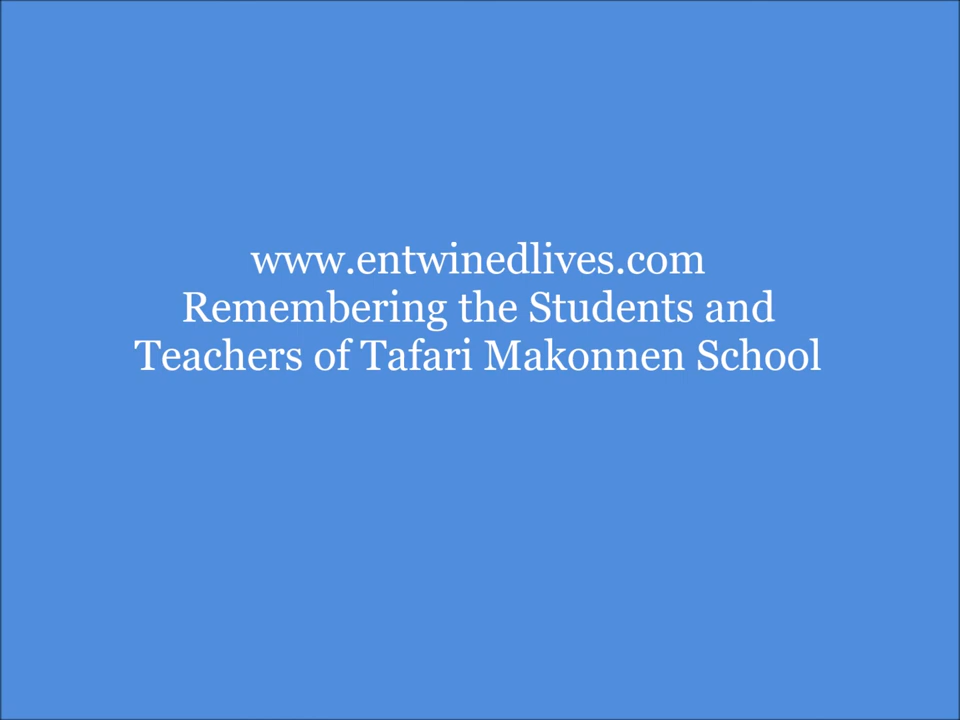 www.entwinedlives.com
Remembering the Students and
Teachers of Tafari Makonnen School